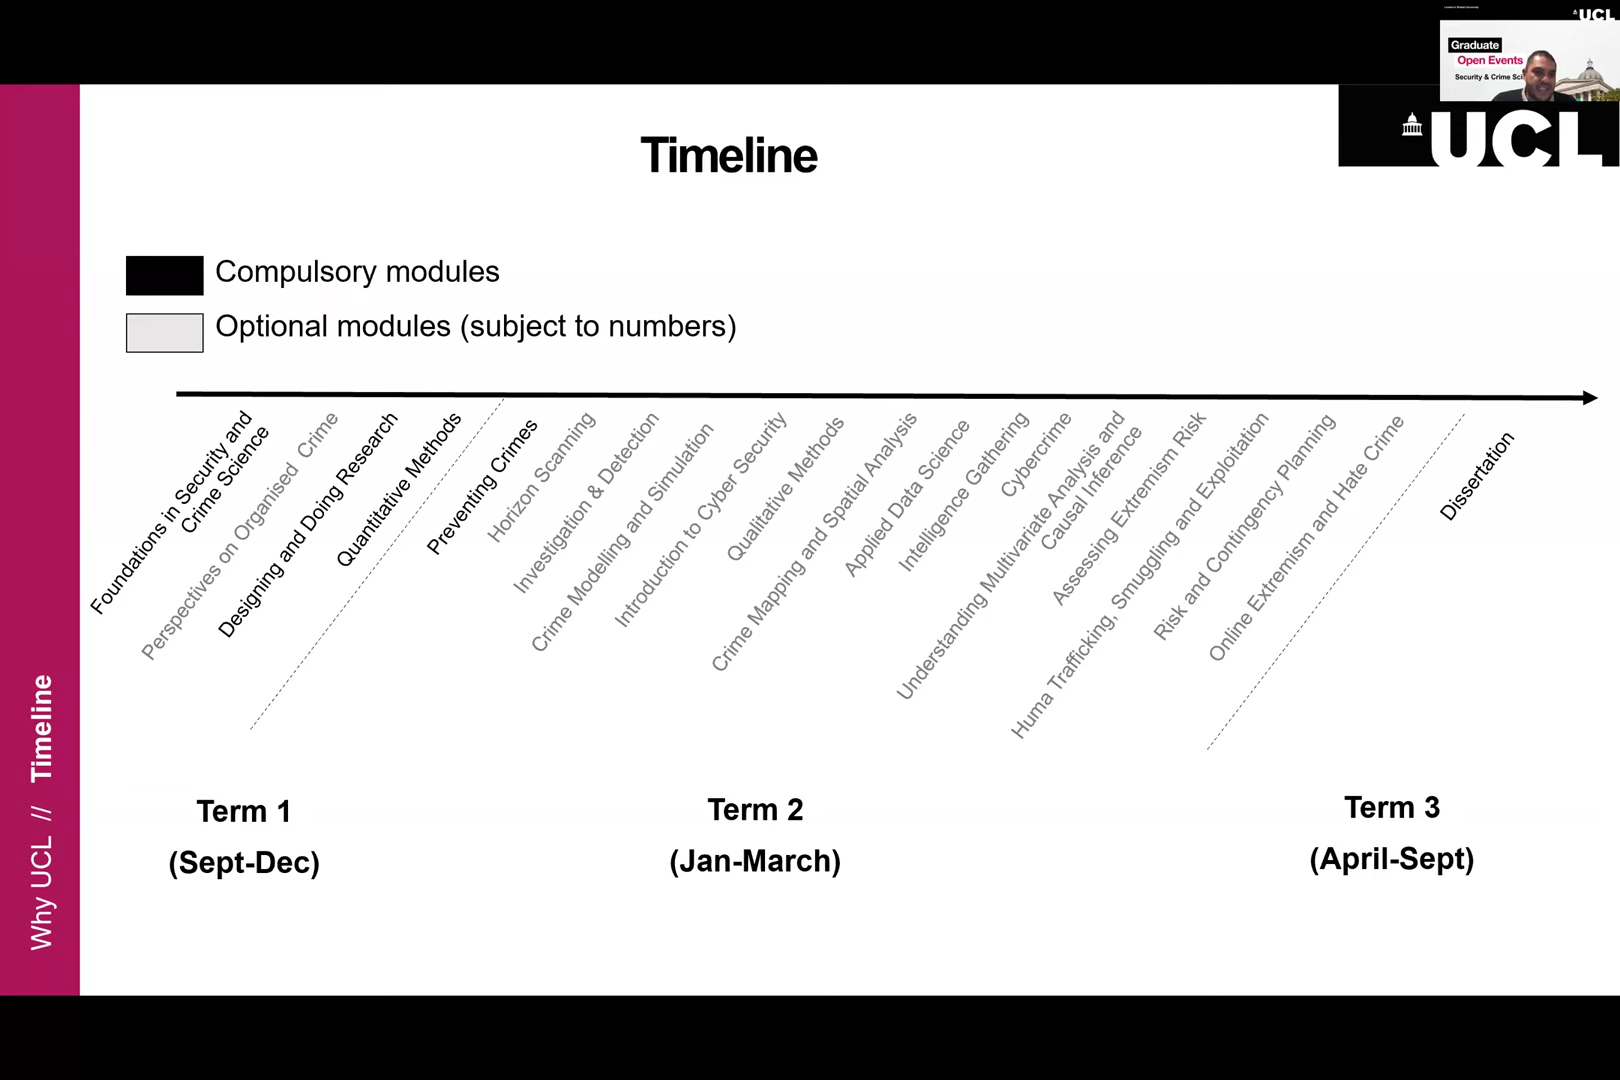 UCL
Graduate
Open Events
Security & Crime Sci
UCL
Timeline
Compulsory modules
Optional modules (subject to numbers)
Foundations in Security and
Crime Science
Perspectives on Organised Crime
Designing and Doing Research
Quantitative Methods
Preventing Crimes
Horizon Scanning
Investigation & Detection
Crime Modelling and Simulation
Introduction to Cyber Security
Qualitative Methods
Crime Mapping and Spatial Analysis
Applied Data Science
Intelligence Gathering
Cybercrime
Understanding Multivariate Analysis and
Causal Inference
Assessing Extremism Risk
Huma Trafficking, Smuggling and Exploitation
Risk and Contingency Planning
Online Extremism and Hate Crime
Dissertation
Term 1
(Sept-Dec)
Term 2
(Jan-March)
Term 3
(April-Sept)
Why UCL // Timeline